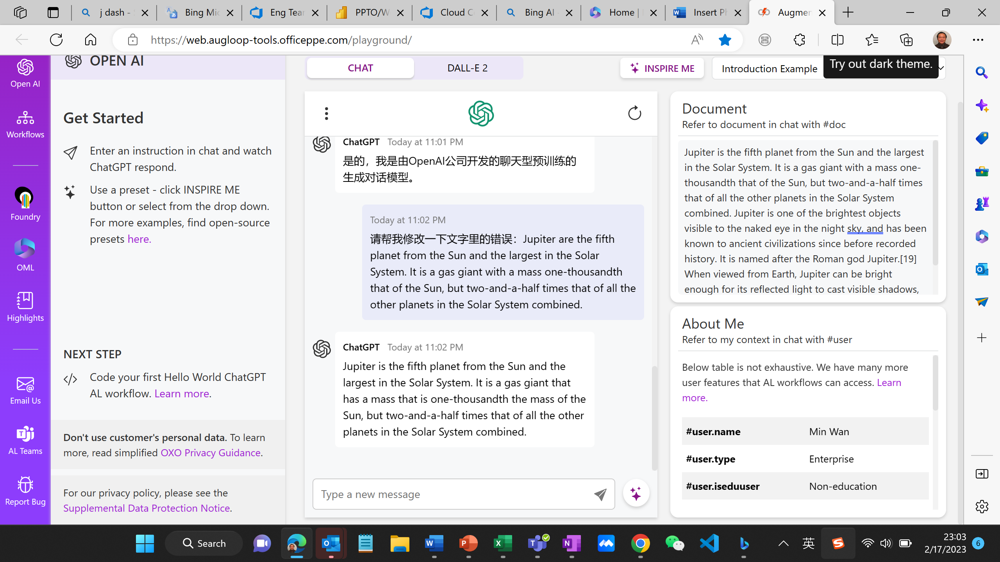 j dash -
Bing Mic
Eng Tear
PPTO/W
Cloud C
Bing AI
Home |
Insert Ph
Augmen
https://web.augloop-tools.officeppe.com/playground/
Open AI
Workflows
Foundry
OML
Highlights
Email Us
AL Teams
Report Bug
OPEN AI
Get Started
Enter an instruction in chat and watch
ChatGPT respond.
Use a preset - click INSPIRE ME
button or select from the drop down.
For more examples, find open-source
presets here.
NEXT STEP
Code your first Hello World ChatGPT
AL workflow. Learn more.
Don't use customer's personal data. To learn
more, read simplified OXO Privacy Guidance.
For our privacy policy, please see the
Supplemental Data Protection Notice.
CHAT
DALL-E 2
INSPIRE ME
Introduction Example
Try out dark theme.
ChatGPT Today at 11:01 PM
是的，我是由OpenAI公司开发的聊天型预训练的
生成对话模型。
Today at 11:02 PM
请帮我修改一下文字里的错误：Jupiter are the fifth
planet from the Sun and the largest in the Solar
System. It is a gas giant with a mass one-thousandth
that of the Sun, but two-and-a-half times that of all the
other planets in the Solar System combined.
ChatGPT Today at 11:02 PM
Jupiter is the fifth planet from the Sun and the
largest in the Solar System. It is a gas giant that
has a mass that is one-thousandth the mass of the
Sun, but two-and-a-half times that of all the other
planets in the Solar System combined.
Type a new message
Document
Refer to document in chat with #doc
Jupiter is the fifth planet from the Sun and the largest
in the Solar System. It is a gas giant with a mass one-
thousandth that of the Sun, but two-and-a-half times
that of all the other planets in the Solar System
combined. Jupiter is one of the brightest objects
visible to the naked eye in the night sky, and has been
known to ancient civilizations since before recorded
history. It is named after the Roman god Jupiter.[19]
When viewed from Earth, Jupiter can be bright
enough for its reflected light to cast visible shadows,
About Me
Refer to my context in chat with #user
Below table is not exhaustive. We have many more
user features that AL workflows can access. Learn
more.
#user.name Min Wan
#user.type Enterprise
#user.iseduuser Non-education
Search
英
23:03
2/17/2023
6